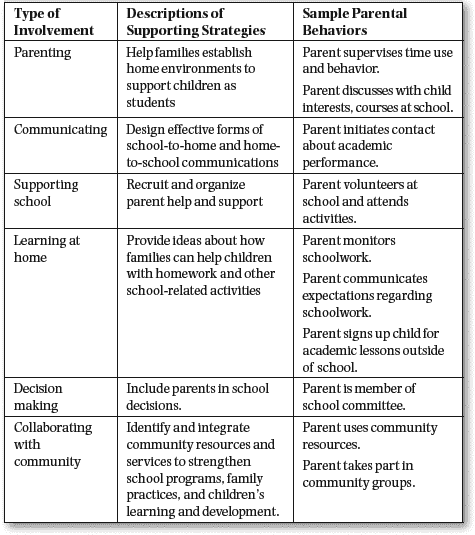 Type of
Involvement
Descriptions of
Supporting Strategies
Sample Parental
Behaviors
Parenting
Help families establish
home environments to
support children as
students
Parent supervises time use
and behavior.
Parent discusses with child
interests, courses at school.
Communicating
Design effective forms of
school-to-home and home-
to-school communications
Parent initiates contact
about academic
performance.
Supporting
school
Recruit and organize
parent help and support
Parent volunteers at
school and attends
activities.
Learning at
home
Provide ideas about how
families can help children
with homework and other
school-related activities
Parent monitors
schoolwork.
Parent communicates
expectations regarding
schoolwork.
Parent signs up child for
academic lessons outside
of school.
Decision
making
Include parents in school
decisions.
Parent is member of
school committee.
Collaborating
with
community
Identify and integrate
community resources and
services to strengthen
school programs, family
practices, and children's
learning and development.
Parent uses community
resources.
Parent takes part in
community groups.